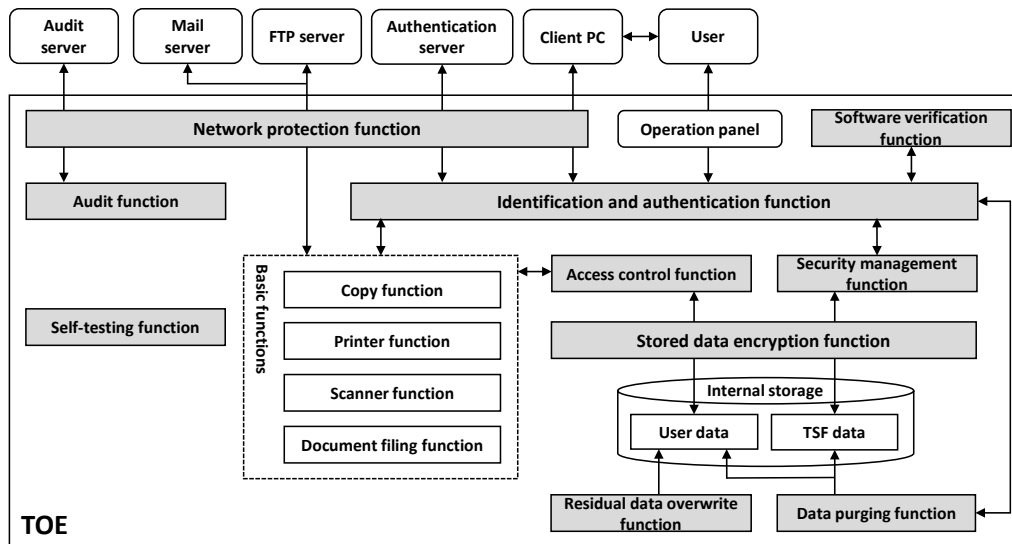 Audit
server
Mail
server
FTP server
Authentication
server
Client PC
User
Network protection function
Operation panel
Software verification
function
Audit function
Identification and authentication function
Basic functions
Copy function
Access control function
Security management
function
Self-testing function
Printer function
Stored data encryption function
Scanner function
Internal storage
Document filing function
User data
TSF data
Residual data overwrite
function
Data purging function
TOE